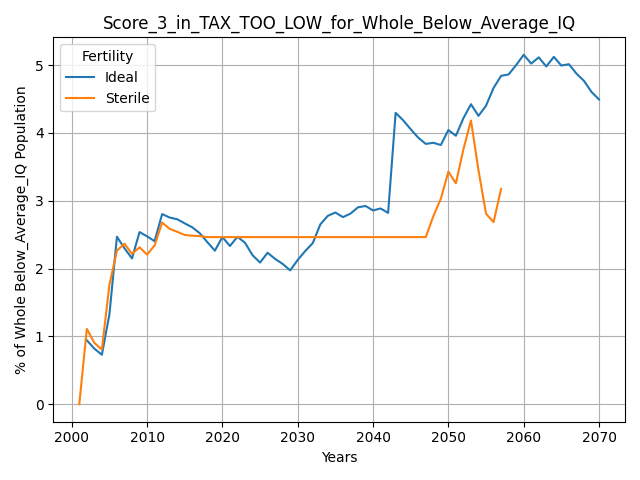 Score_3_in_TAX_TOO_LOW_for_Whole_Below_Average_IQ
Fertility
Ideal
Sterile
% of Whole Below_Average_IQ Population
5
4
3
2
1
0
2000 2010 2020 2030 2040 2050 2060 2070
Years